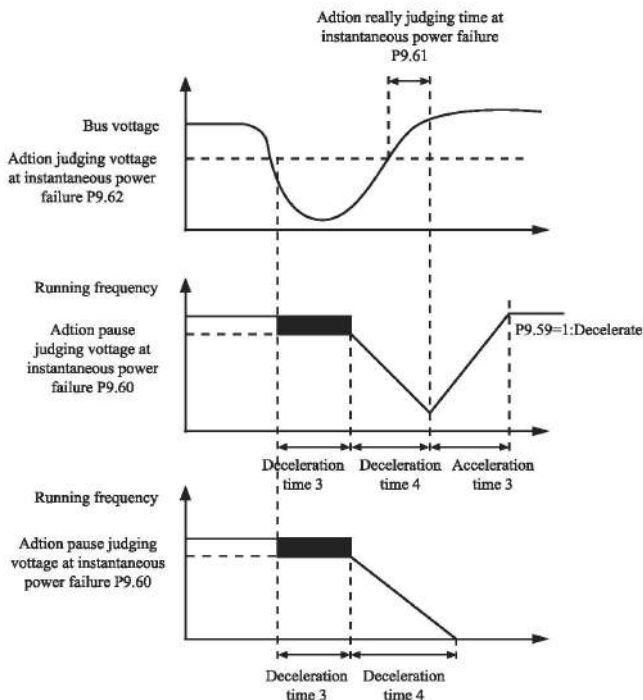 Adtion really judging time at
instantaneous power failure
P9.61
Bus vottage
Adtion judging vottage
at instantaneous power
failure P9.62
Running frequency
Adtion pause
judging vottage at
instantaneous power
failure P9.60
P9.59=1:Decelerate
Deceleration
time 3
Deceleration
time 4
Acceleration
time 3
Running frequency
Adtion pause judging
vottage at instantaneous
power failure P9.60
Deceleration
time 3
Deceleration
time 4